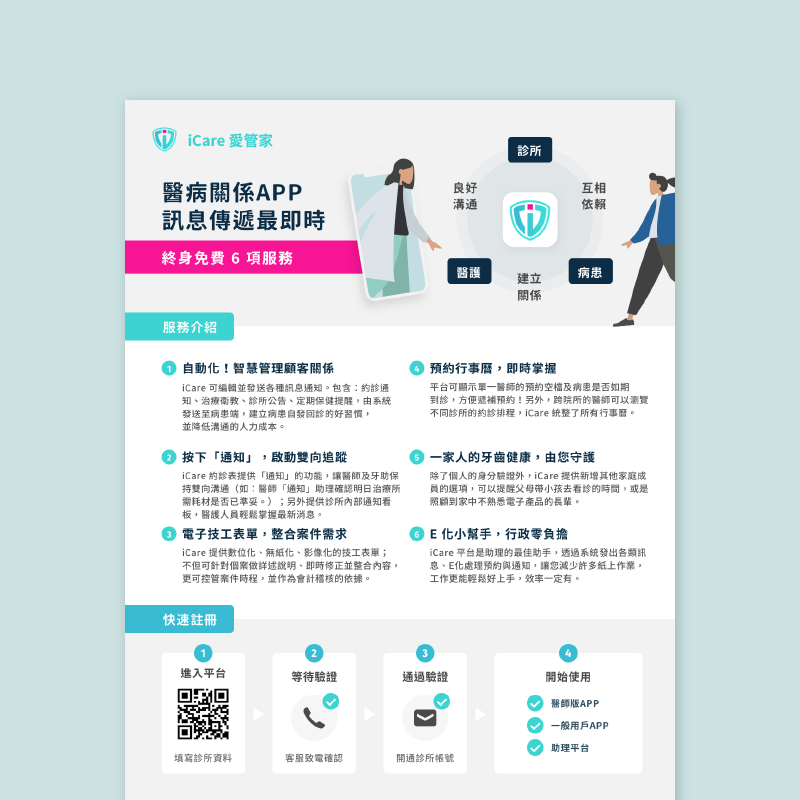 iCare 愛管家
醫病關係APP
訊息傳遞最即時
終身免費 6 項服務
診所
良好
溝通
互相
依賴
醫護
病患
建立
關係
服務介紹
1 自動化！智慧管理顧客關係
iCare 可編輯並發送各種訊息通知。包含：約診通
知、治療衛教、診所公告、定期保健提醒，由系統
發送至病患端，建立病患自發回診的好習慣，
並降低溝通的人力成本。
2 按下「通知」，啟動雙向追蹤
iCare 約診表提供「通知」的功能，讓醫師及牙助保
持雙向溝通（如：醫師「通知」助理確認明日治療所
需耗材是否已準妥。）；另外提供診所內部通知看
板，醫護人員輕鬆掌握最新消息。
3 電子技工表單，整合案件需求
iCare 提供數位化、無紙化、影像化的技工表單；
不但可針對個案做詳述說明、即時修正並整合內容，
更可控管案件時程，並作為會計稽核的依據。
4 預約行事曆，即時掌握
平台可顯示單一醫師的預約空檔及病患是否如期
到診，方便遞補預約！另外，跨院所的醫師可以瀏覽
不同診所的約診排程，iCare 統整了所有行事曆。
5 一家人的牙齒健康，由您守護
除了個人的身分驗證外，iCare 提供新增其他家庭成
員的選項，可以提醒父母帶小孩去看診的時間，或是
照顧到家中不熟悉電子產品的長輩。
6 E 化小幫手，行政零負擔
iCare 平台是助理的最佳助手，透過系統發出各類訊
息、E化處理預約與通知，讓您減少許多紙上作業，
工作更能輕鬆好上手，效率一定有。
快速註冊
1
進入平台
填寫診所資料
2
等待驗證
客服致電確認
3
通過驗證
開通診所帳號
4
開始使用
醫師版APP
一般用戶APP
助理平台